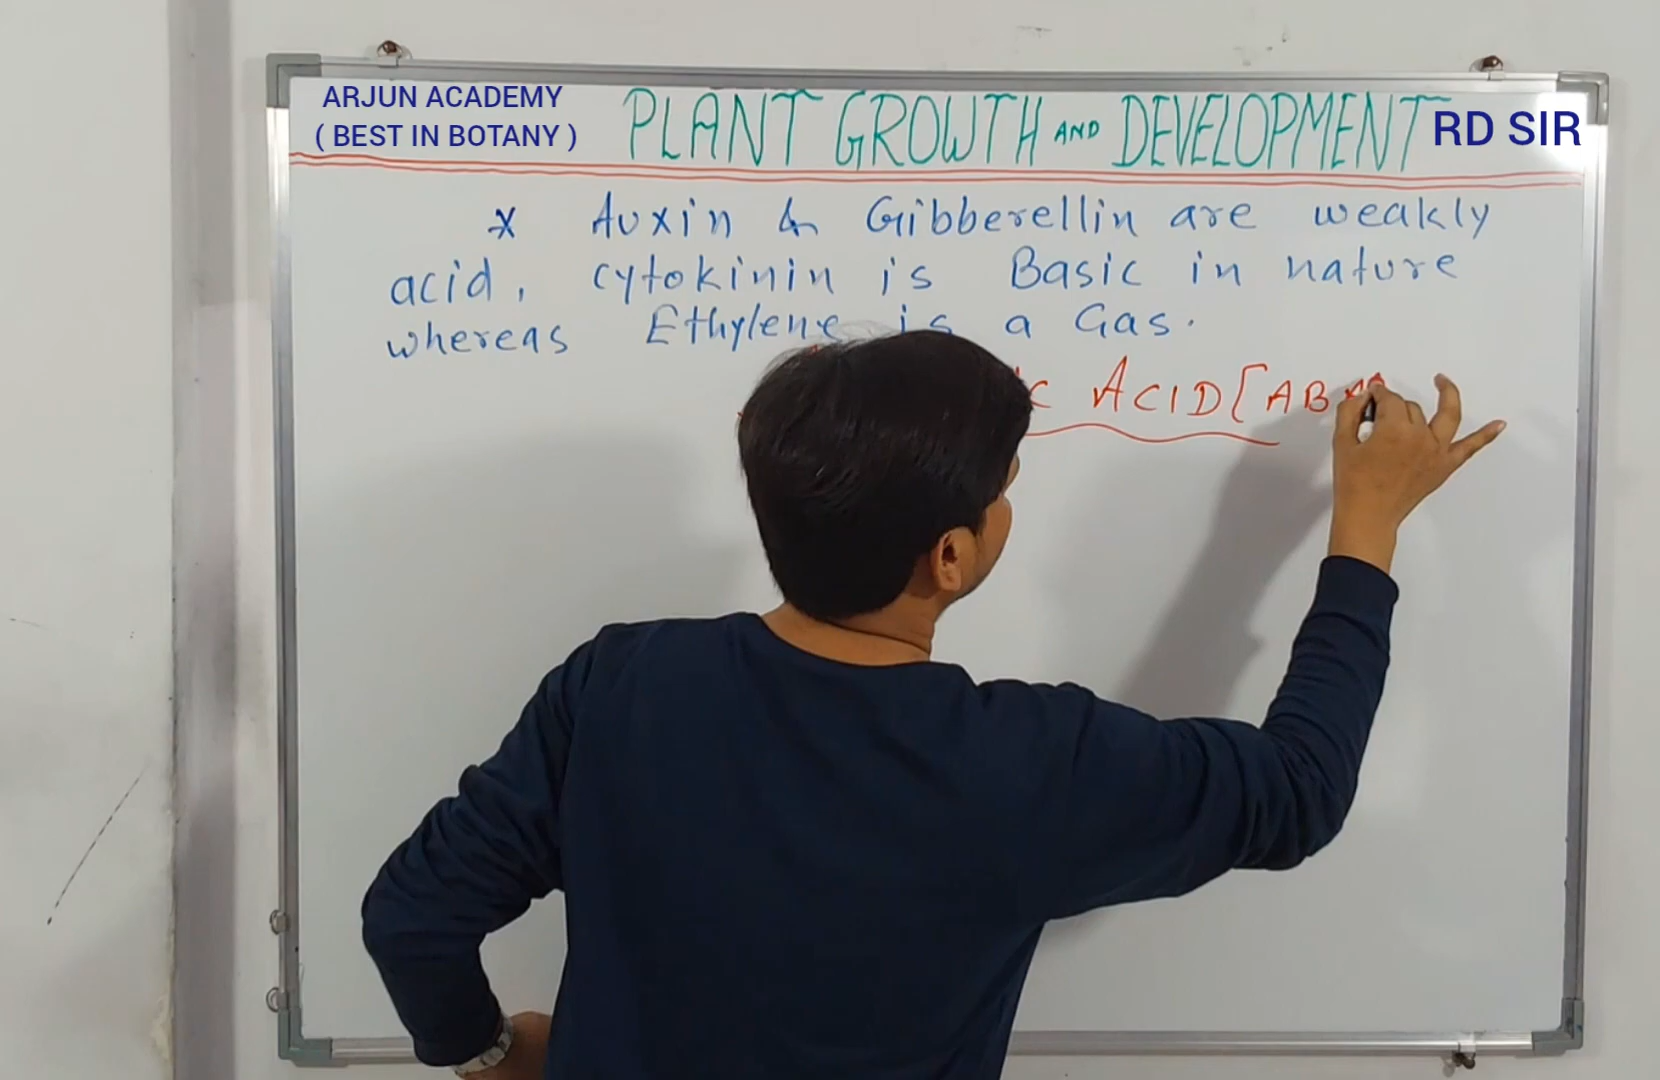 ARJUN ACADEMY
( BEST IN BOTANY )
PLANT GROWTH AND DEVELOPMENT
RD SIR
* Auxin & Gibberellin are weakly
acid, cytokinin is Basic in nature
whereas Ethylene is a Gas.
ACID [ABA